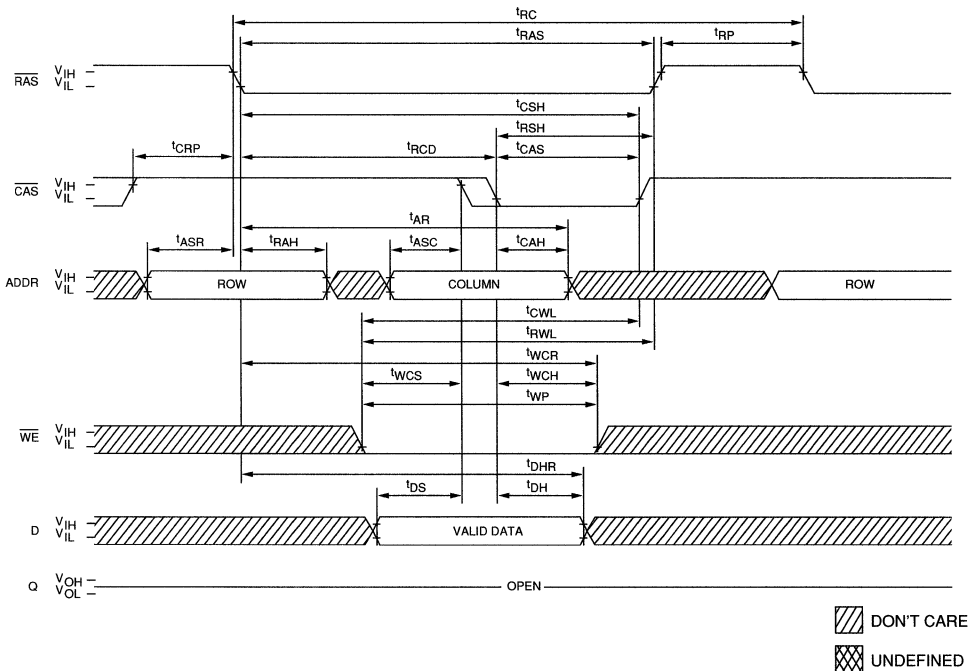 tRC
tRAS
tRP
RAS VIH
VIL
tCSH
tRSH
tCRP tRCD tCAS
CAS VIH
VIL
tAR
tASR tRAH tASC tCAH
ADDR VIH
VIL ROW COLUMN ROW
tCWL
tRWL
tWCR
tWCS tWCH
tWP
WE VIH
VIL
tDHR
tDS tDH
D VIH
VIL VALID DATA
Q VOH
VOL OPEN
DON'T CARE
UNDEFINED